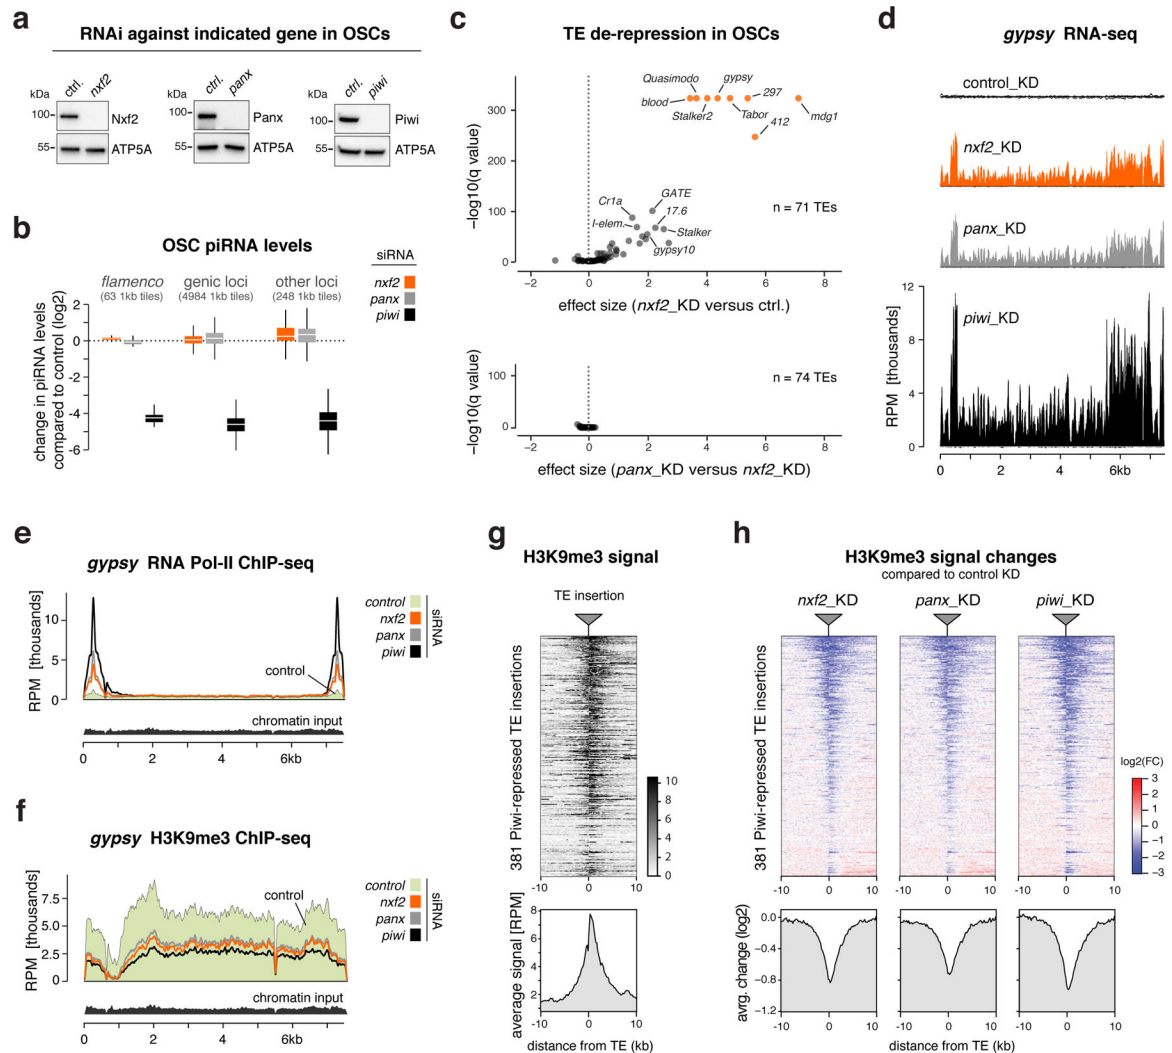 a
RNAi against indicated gene in OSCs
kDa
ctrl.
nxf2
100
Nxf2
55
ATP5A
kDa
ctrl.
panx
100
Panx
55
ATP5A
kDa
ctrl.
piwi
100
Piwi
55
ATP5A
b
OSC piRNA levels
siRNA
nxf2
panx
piwi
flamenco
(63 1kb tiles)
genic loci
(4984 1kb tiles)
other loci
(248 1kb tiles)
change in piRNA levels
compared to control (log2)
2
0
−2
−4
−6
c
TE de-repression in OSCs
−log10(q value)
300
200
100
0
Quasimodo
gypsy
blood
297
Stalker2
Tabor
mdg1
412
Cr1a
GATE
I-elem.
17.6
Stalker
gypsy10
n = 71 TEs
−2 0 2 4 6 8
effect size (nxf2_KD versus ctrl.)
−log10(q value)
100
0
n = 74 TEs
−2 0 2 4 6 8
effect size (panx_KD versus nxf2_KD)
d
gypsy RNA-seq
control_KD
nxf2_KD
panx_KD
piwi_KD
RPM [thousands]
12
8
4
0
0 2 4 6kb
e
gypsy RNA Pol-II ChIP-seq
RPM [thousands]
10
5
0
control
nxf2
panx
piwi
siRNA
control
chromatin input
0 2 4 6kb
f
gypsy H3K9me3 ChIP-seq
RPM [thousands]
7.5
5.0
2.5
0
control
nxf2
panx
piwi
siRNA
control
chromatin input
0 2 4 6kb
g
H3K9me3 signal
TE insertion
381 Piwi-repressed TE insertions
10
8
6
4
2
0
-10 0 10
average signal [RPM]
8
6
4
2
-10 0 10
distance from TE (kb)
h
H3K9me3 signal changes
compared to control KD
nxf2_KD
panx_KD
piwi_KD
381 Piwi-repressed TE insertions
log2(FC)
3
2
1
0
−1
−2
−3
-10 0 10
-10 0 10
-10 0 10
avrg. change (log2)
0.0
−0.4
−0.8
−1.2
-10 0 10
-10 0 10
-10 0 10
distance from TE (kb)